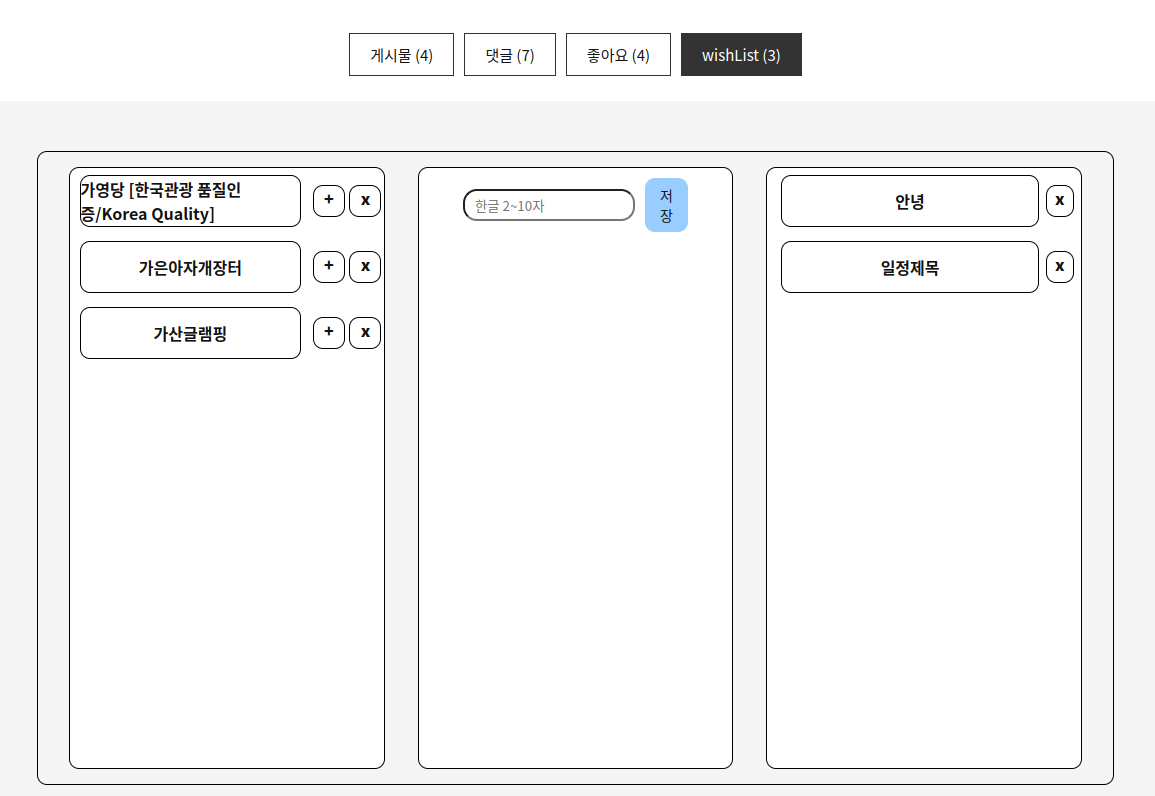 게시물 (4)
댓글 (7)
좋아요 (4)
wishList (3)
가영당 [한국관광 품질인
증/Korea Quality]
+
x
가은아자개장터
+
x
가산글램핑
+
x
한글 2~10자
저
장
안녕
x
일정제목
x